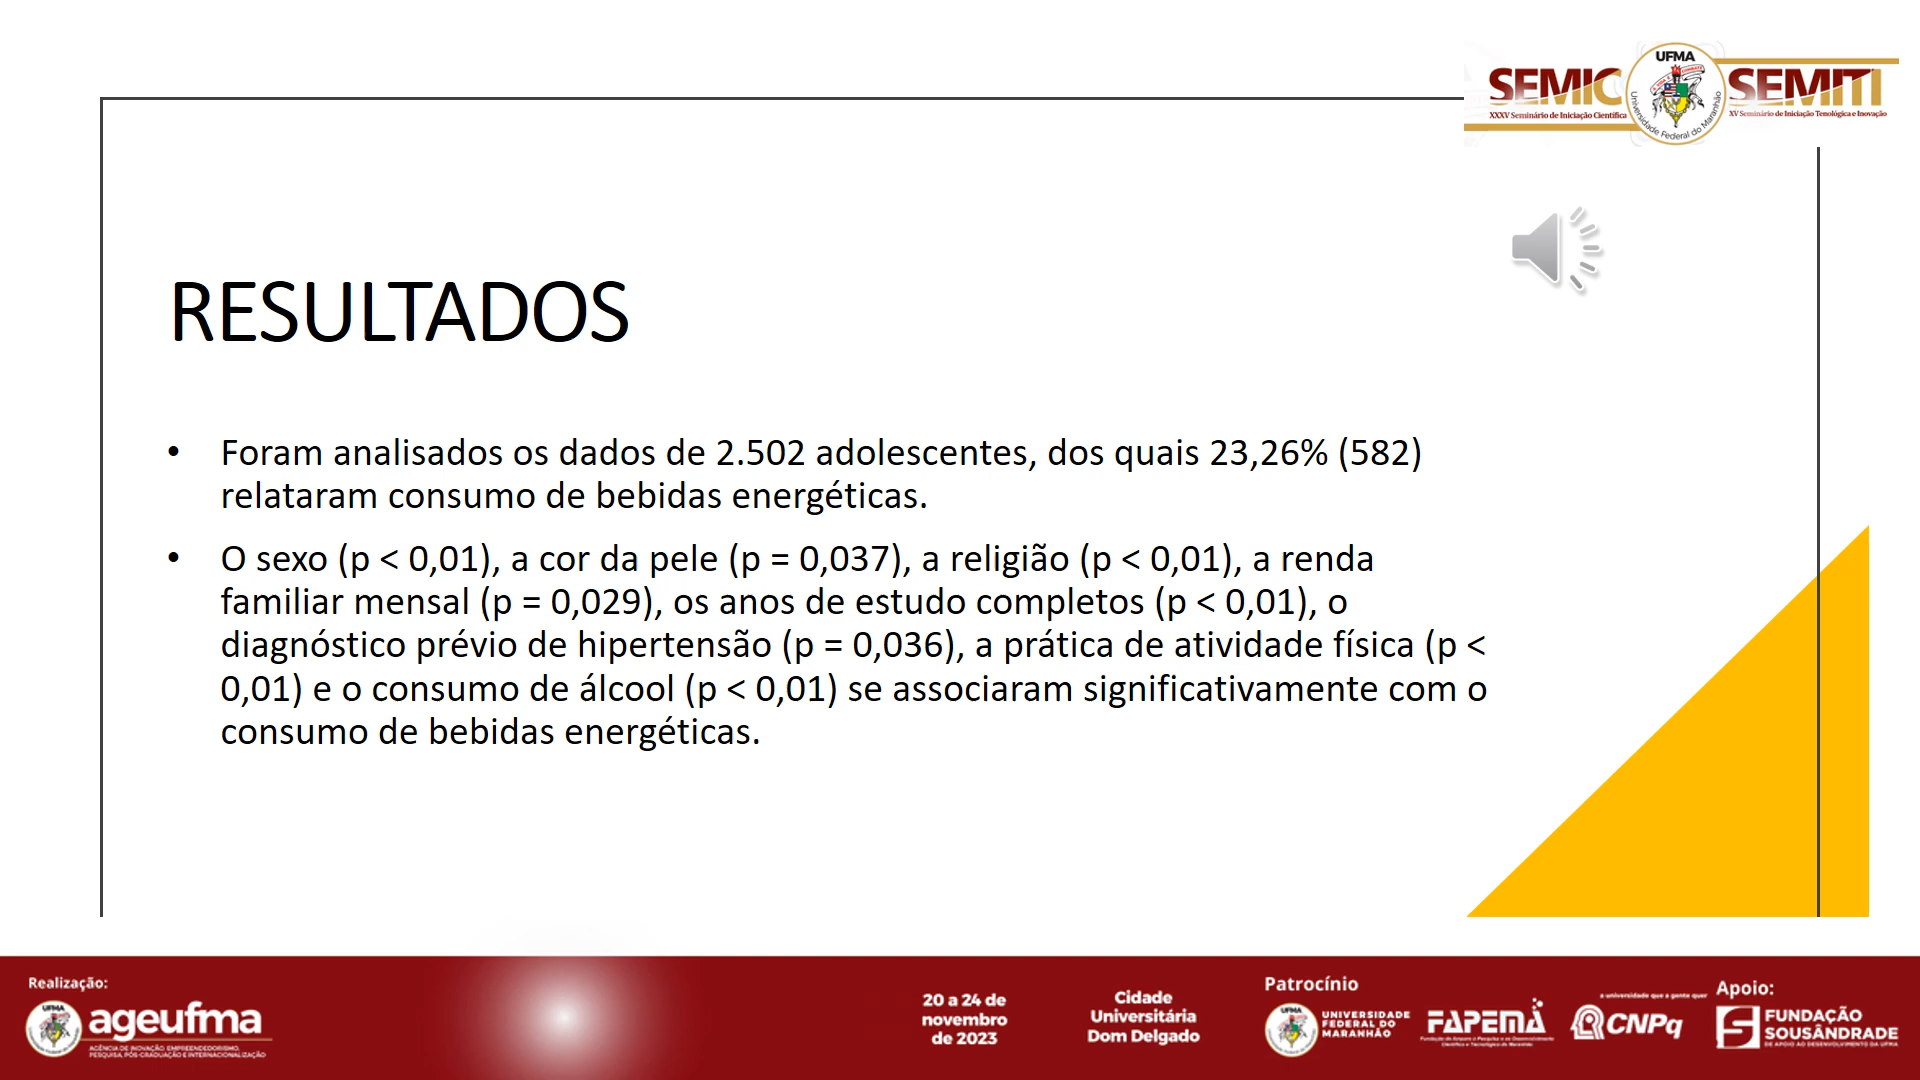 UFMA
SEMIC
SEMITI
XXXV Seminário de Iniciação Científica
XV Seminário de Iniciação Tenológica e Inovação
Universidade Federal do Maranhão
RESULTADOS
• Foram analisados os dados de 2.502 adolescentes, dos quais 23,26% (582)
relataram consumo de bebidas energéticas.
• O sexo (p < 0,01), a cor da pele (p = 0,037), a religião (p < 0,01), a renda
familiar mensal (p = 0,029), os anos de estudo completos (p < 0,01), o
diagnóstico prévio de hipertensão (p = 0,036), a prática de atividade física (p <
0,01) e o consumo de álcool (p < 0,01) se associaram significativamente com o
consumo de bebidas energéticas.
Realização:
UFMA
ageufma
AGÊNCIA DE INOVAÇÃO, EMPREENDEDORISMO,
PESQUISA, PÓS-GRADUAÇÃO E INTERNACIONALIZAÇÃO
20 a 24 de
novembro
de 2023
Cidade
Universitária
Dom Delgado
Patrocínio
UFMA
UNIVERSIDADE
FEDERAL DO
MARANHÃO
a universidade que a gente quer
FAPEMA
Fundação de Amparo à Pesquisa e ao Desenvolvimento
Científico e Tecnológico do Maranhão
CNPq
Apoio:
FUNDAÇÃO
SOUSÂNDRADE
DE APOIO AO DESENVOLVIMENTO DA UFMA